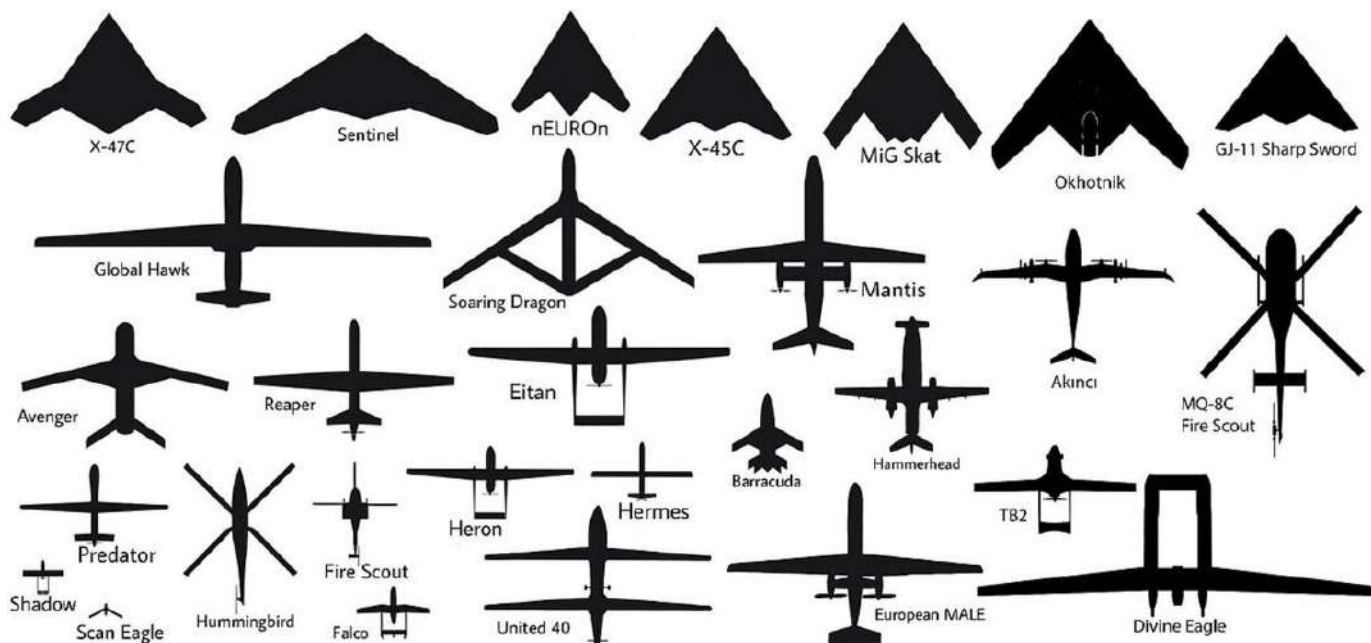 X-47C
Sentinel
nEUROn
X-45C
MiG Skat
Okhotnik
GJ-11 Sharp Sword
Global Hawk
Soaring Dragon
Mantis
Akıncı
MQ-8C
Fire Scout
Avenger
Reaper
Eitan
Barracuda
Hammerhead
Predator
Hummingbird
Fire Scout
Heron
Hermes
TB2
Shadow
Scan Eagle
Falco
United 40
European MALE
Divine Eagle